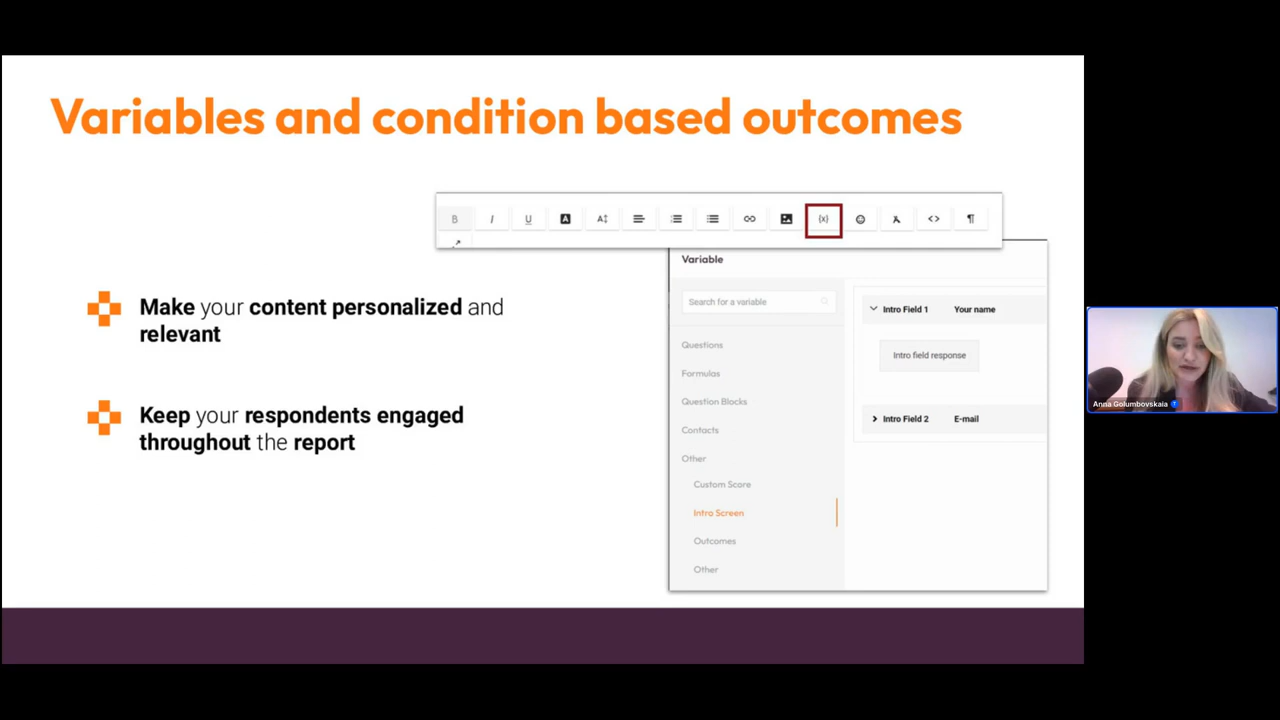 Variables and condition based outcomes
B I U A A {x} <> ¶
Make your content personalized and
relevant
Keep your respondents engaged
throughout the report
Variable
Search for a variable
Questions
Formulas
Question Blocks
Contacts
Other
Custom Score
Intro Screen
Outcomes
Other
Intro Field 1 Your name
Intro field response
Intro Field 2 E-mail
Anna Golumbovskaia